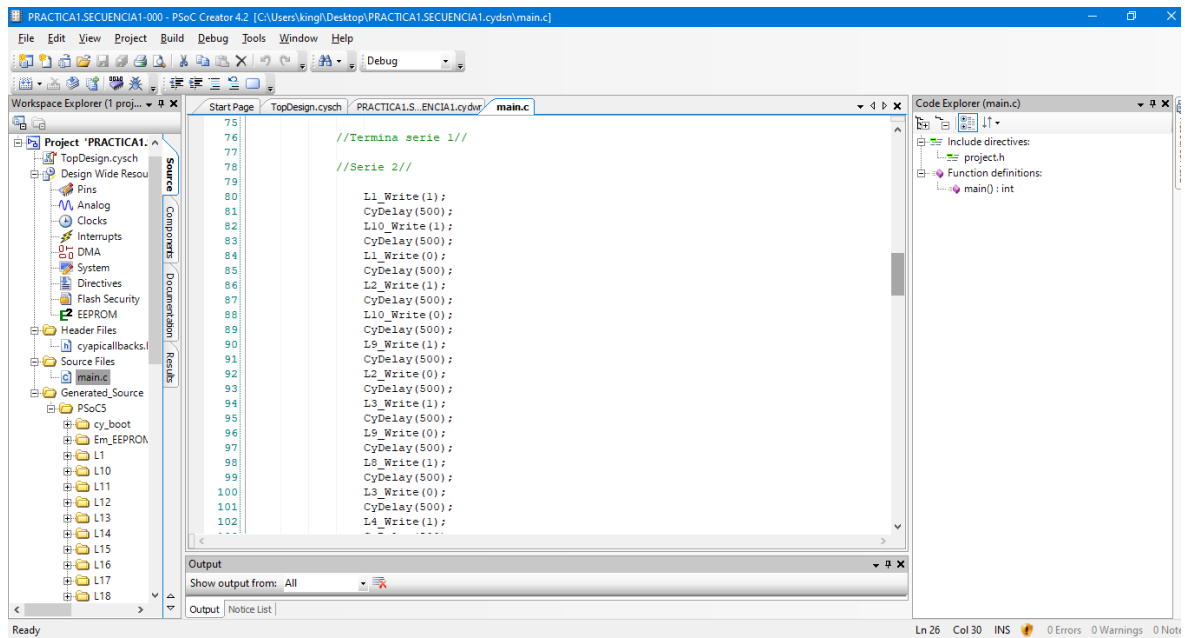 PRACTICA1.SECUENCIA1-000 - PSoC Creator 4.2 [C:\Users\kingl\Desktop\PRACTICA1.SECUENCIA1.cydsn\main.c]
File Edit View Project Build Debug Tools Window Help
Debug
Workspace Explorer (1 proj...
Project 'PRACTICA1.
TopDesign.cysch
Design Wide Resou
Pins
Analog
Clocks
Interrupts
DMA
System
Directives
Flash Security
EEPROM
Header Files
cyapicallbacks.l
Source Files
main.c
Generated_Source
PSoC5
cy_boot
Em_EEPROM
L1
L10
L11
L12
L13
L14
L15
L16
L17
L18
Source
Components
Documentation
Results
Start Page TopDesign.cysch PRACTICA1.S...ENCIA1.cydwr main.c
75
76 //Termina serie 1//
77
78 //Serie 2//
79
80 L1_Write(1);
81 CyDelay(500);
82 L10_Write(1);
83 CyDelay(500);
84 L1_Write(0);
85 CyDelay(500);
86 L2_Write(1);
87 CyDelay(500);
88 L10_Write(0);
89 CyDelay(500);
90 L9_Write(1);
91 CyDelay(500);
92 L2_Write(0);
93 CyDelay(500);
94 L3_Write(1);
95 CyDelay(500);
96 L9_Write(0);
97 CyDelay(500);
98 L8_Write(1);
99 CyDelay(500);
100 L3_Write(0);
101 CyDelay(500);
102 L4_Write(1);
Output
Show output from: All
Output Notice List
Code Explorer (main.c)
Include directives:
project.h
Function definitions:
main() : int
Ready
Ln 26 Col 30 INS 0 Errors 0 Warnings 0 Note